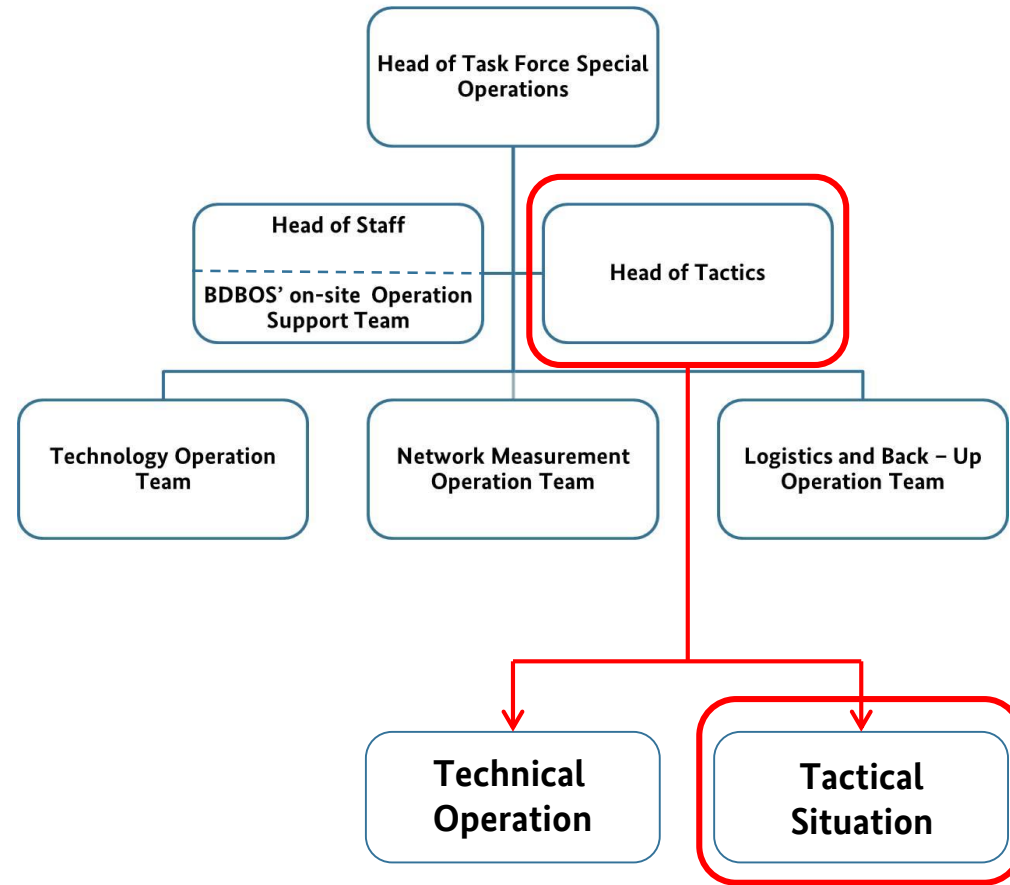 Head of Task Force Special
Operations
Head of Staff
BDBOS’ on-site Operation
Support Team
Head of Tactics
Technology Operation
Team
Network Measurement
Operation Team
Logistics and Back – Up
Operation Team
Technical
Operation
Tactical
Situation